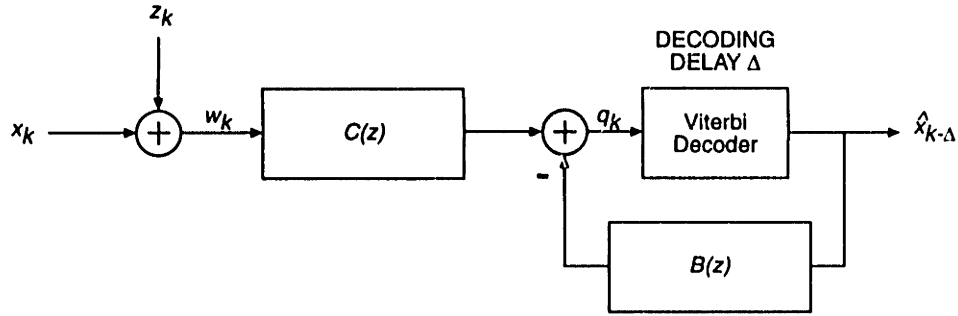 z_k
DECODING
DELAY Δ
x_k
+
w_k
C(z)
+
q_k
Viterbi
Decoder
x̂_{k-Δ}
-
B(z)